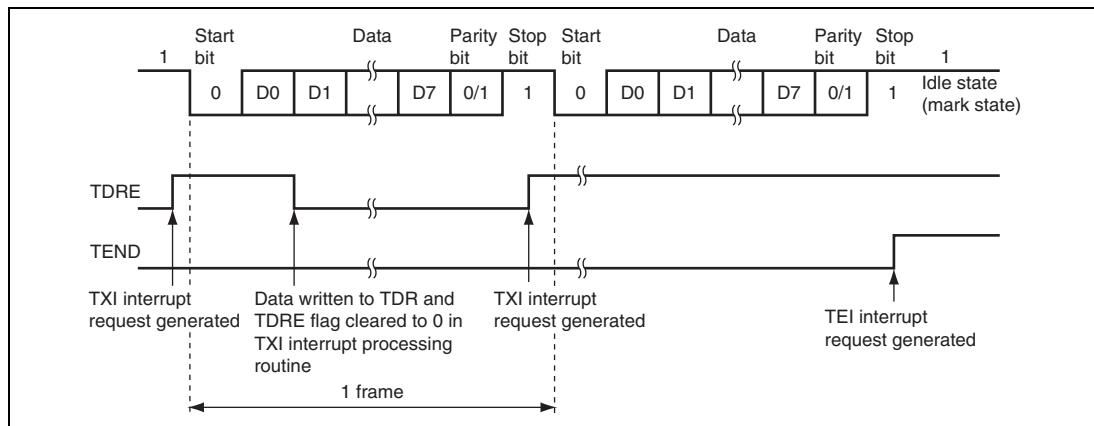 Start Data Parity Stop Start Data Parity Stop
1 bit bit bit bit bit bit 1
0 D0 D1 D7 0/1 1 0 D0 D1 D7 0/1 1 Idle state
(mark state)
TDRE
TEND
TXI interrupt
request generated
Data written to TDR and
TDRE flag cleared to 0 in
TXI interrupt processing
routine
TXI interrupt
request generated
TEI interrupt
request generated
1 frame